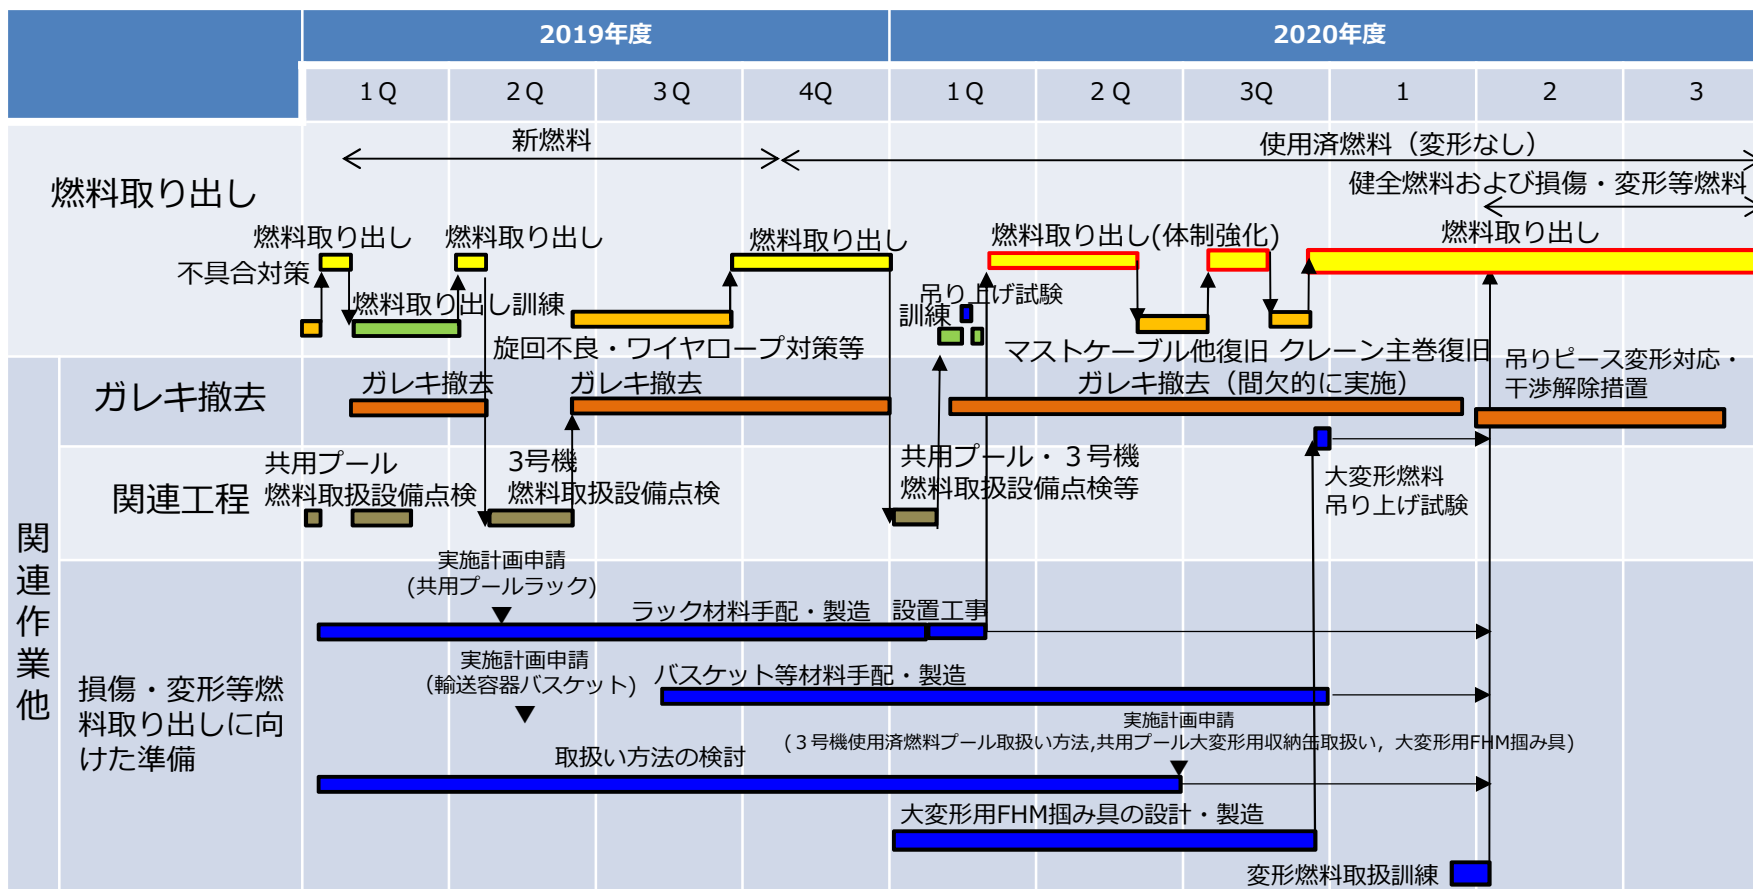 2019年度
2020年度
1Q
2Q
3Q
4Q
1Q
2Q
3Q
1
2
3
燃料取り出し
新燃料
使用済燃料（変形なし）
健全燃料および損傷・変形等燃料
燃料取り出し
燃料取り出し
燃料取り出し
燃料取り出し(体制強化)
燃料取り出し
不具合対策
燃料取り出し訓練
吊り上げ試験
訓練
旋回不良・ワイヤロープ対策等
マストケーブル他復旧
クレーン主巻復旧
関連作業他
ガレキ撤去
ガレキ撤去
ガレキ撤去
ガレキ撤去（間欠的に実施）
吊りピース変形対応・
干渉解除措置
関連工程
共用プール
燃料取扱設備点検
3号機
燃料取扱設備点検
共用プール・３号機
燃料取扱設備点検等
大変形燃料
吊り上げ試験
損傷・変形等燃
料取り出しに向
けた準備
実施計画申請
(共用プールラック)
ラック材料手配・製造
設置工事
実施計画申請
(輸送容器バスケット)
バスケット等材料手配・製造
実施計画申請
(３号機使用済燃料プール取扱い方法,共用プール大変形用収納缶取扱い，大変形用FHM掴み具)
取扱い方法の検討
大変形用FHM掴み具の設計・製造
変形燃料取扱訓練